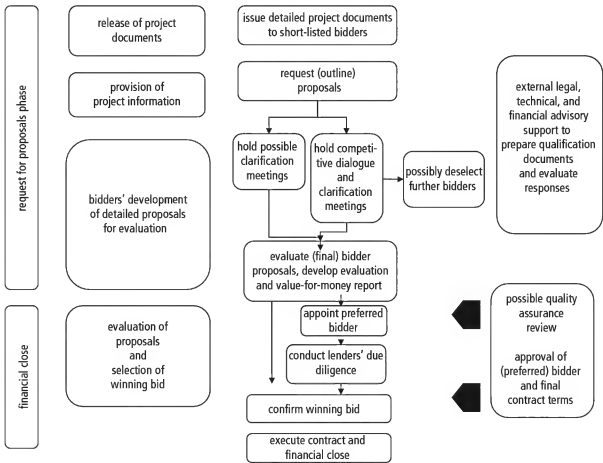 request for proposals phase
release of project
documents
provision of
project information
bidders' development
of detailed proposals
for evaluation
issue detailed project documents
to short-listed bidders
request (outline)
proposals
hold possible
clarification
meetings
hold competi-
tive dialogue
and
clarification
meetings
possibly deselect
further bidders
external legal,
technical, and
financial advisory
support to
prepare qualification
documents
and evaluate
responses
evaluate (final) bidder
proposals, develop evaluation
and value-for-money report
financial close
evaluation of
proposals
and
selection of
winning bid
appoint preferred
bidder
conduct lenders' due
diligence
confirm winning bid
execute contract and
financial close
possible quality
assurance
review
approval of
(preferred) bidder
and final
contract terms